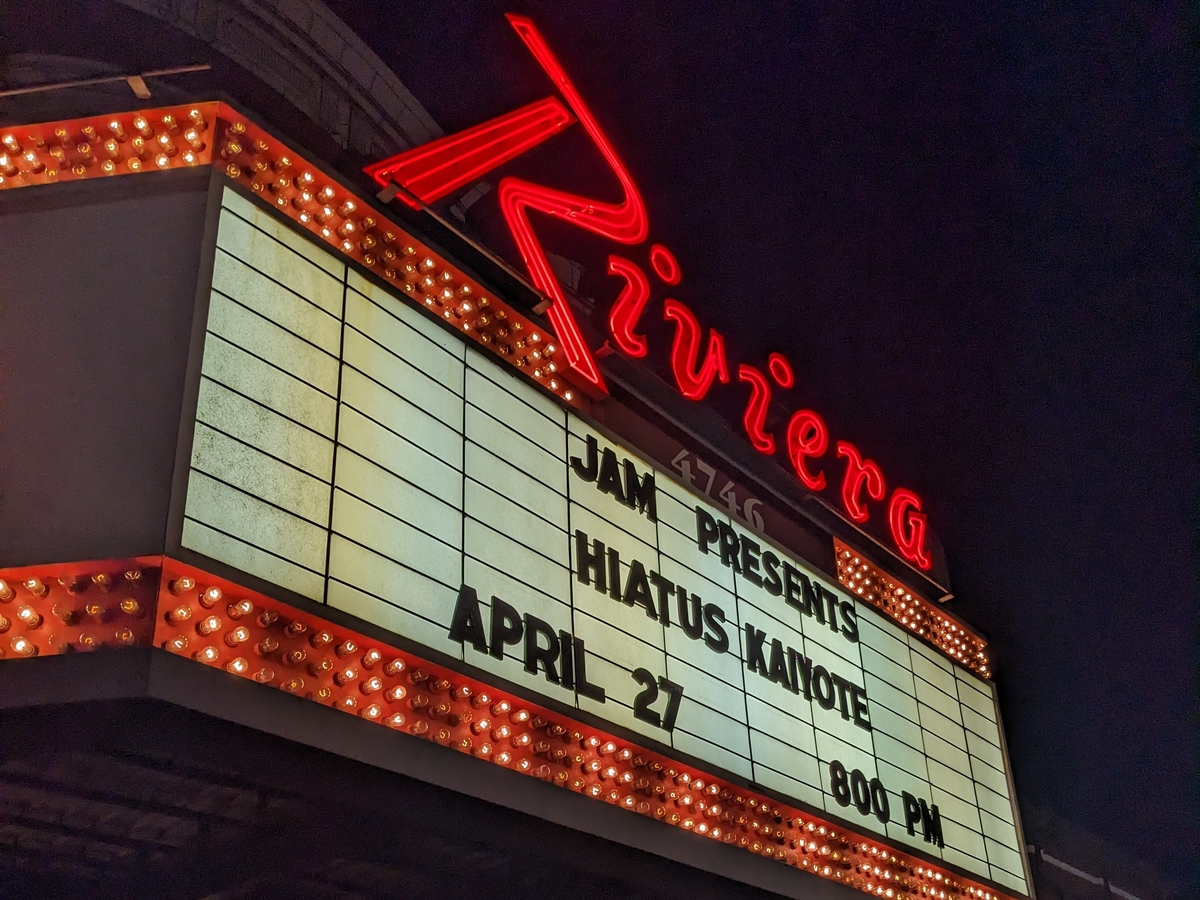 Riviera
4746
JAM PRESENTS
HIATUS KAIYOTE
APRIL 27 800 PM